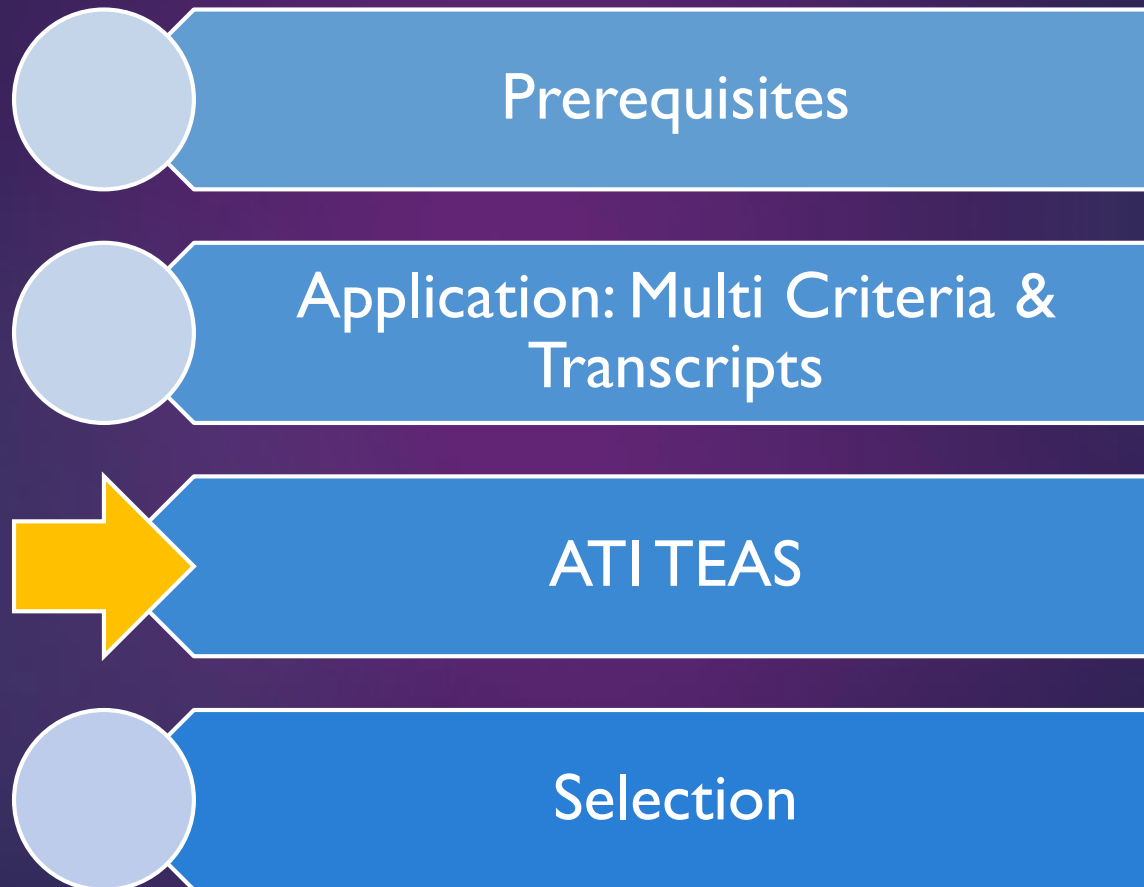 Prerequisites
Application: Multi Criteria &
Transcripts
ATI TEAS
Selection